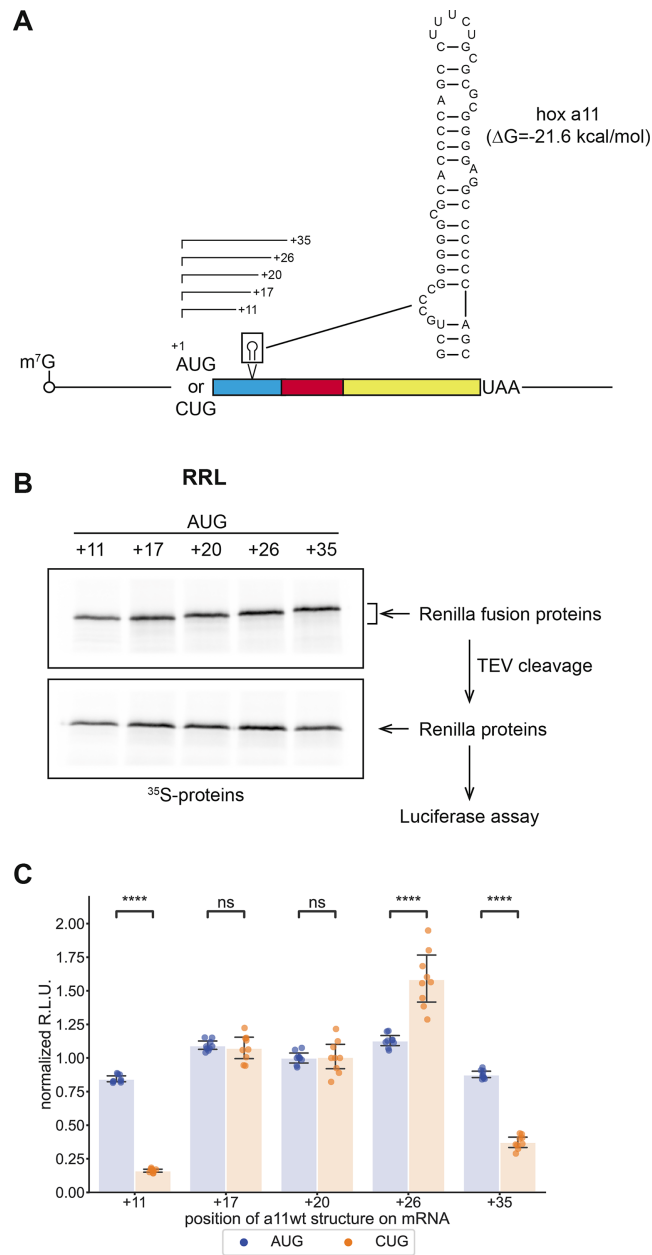 A
hox a11
(ΔG=-21.6 kcal/mol)
+35
+26
+20
+17
+11
+1
m⁷G
AUG
or
CUG
UAA
B
RRL
AUG
+11 +17 +20 +26 +35
Renilla fusion proteins
TEV cleavage
Renilla proteins
³⁵S-proteins
Luciferase assay
C
**** ns ns **** ****
normalized R.L.U.
2.00
1.75
1.50
1.25
1.00
0.75
0.50
0.25
0.00
+11 +17 +20 +26 +35
position of a11wt structure on mRNA
AUG CUG